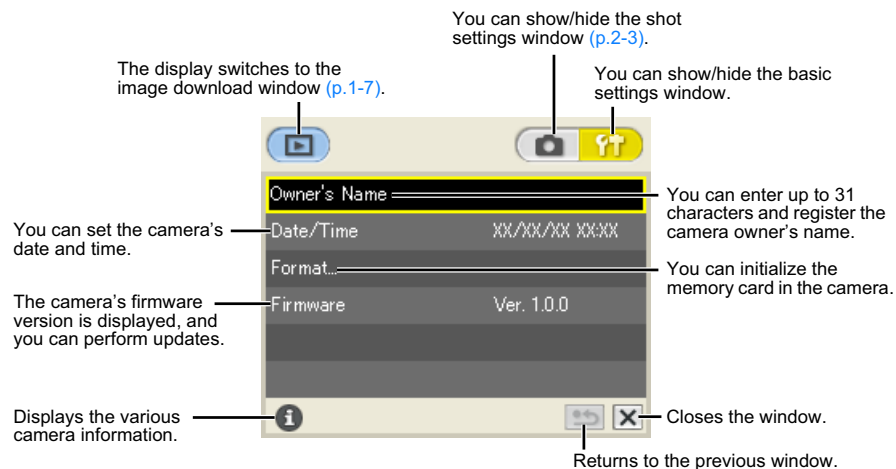 You can show/hide the shot
settings window (p.2-3).
The display switches to the
image download window (p.1-7).
You can show/hide the basic
settings window.
Owner's Name
You can enter up to 31
characters and register the
camera owner's name.
You can set the camera's
date and time.
Date/Time XX/XX/XX XX:XX
Format...
You can initialize the
memory card in the camera.
The camera's firmware
version is displayed, and
you can perform updates.
Firmware Ver. 1.0.0
Displays the various
camera information.
Closes the window.
Returns to the previous window.